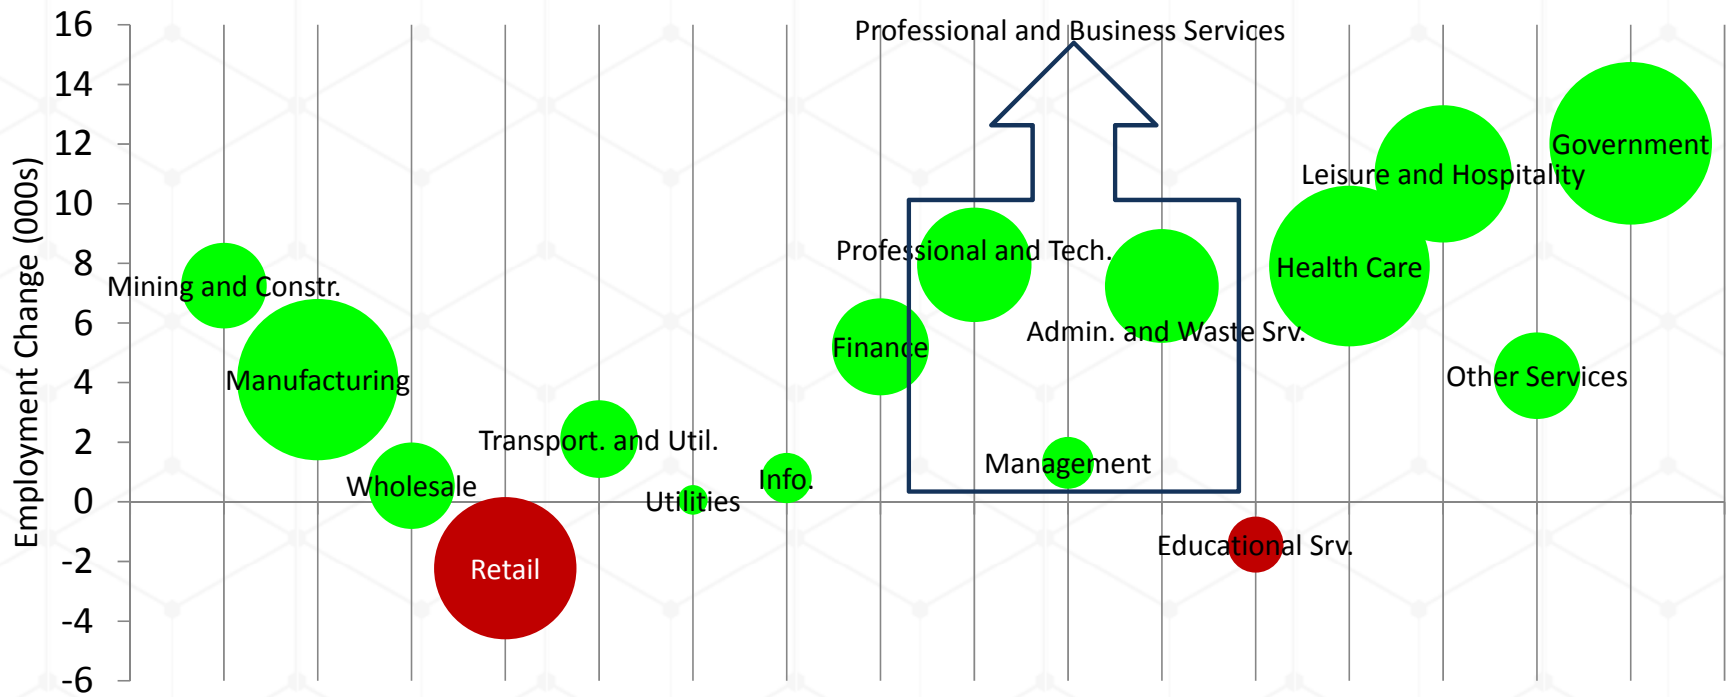 Professional and Business Services
Employment Change (000s)
16
14
12
10
8
6
4
2
0
-2
-4
-6
Mining and Constr.
Manufacturing
Wholesale
Retail
Transport. and Util.
Utilities
Info.
Finance
Professional and Tech.
Management
Admin. and Waste Srv.
Educational Srv.
Health Care
Leisure and Hospitality
Other Services
Government